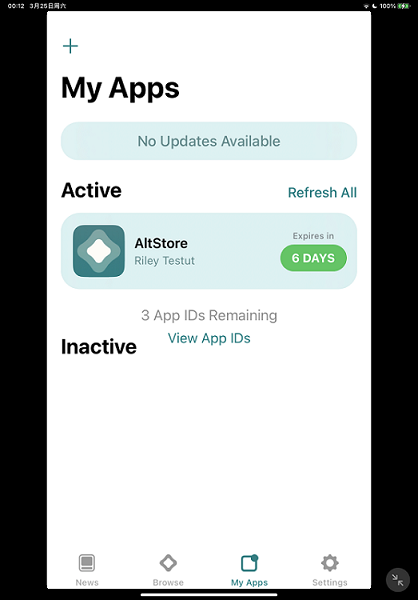 00:12 3月25日周六
100%
My Apps
No Updates Available
Active
Refresh All
AltStore
Riley Testut
Expires in
6 DAYS
3 App IDs Remaining
View App IDs
Inactive
News
Browse
My Apps
Settings